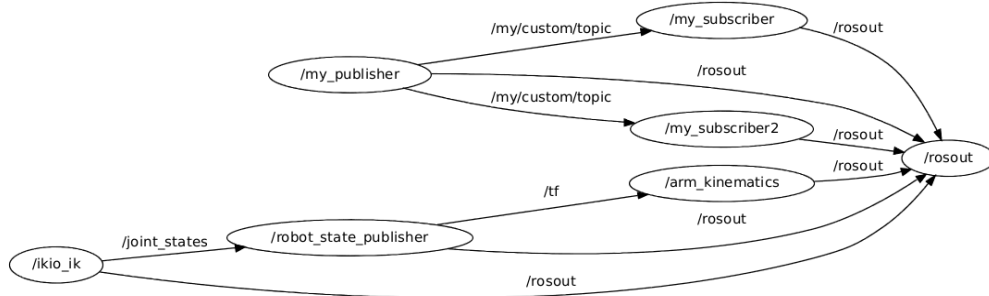 /my_subscriber
/my/custom/topic
/rosout
/my_publisher
/rosout
/my/custom/topic
/my_subscriber2
/rosout
/rosout
/rosout
/arm_kinematics
/tf
/rosout
/joint_states
/robot_state_publisher
/ikio_ik
/rosout